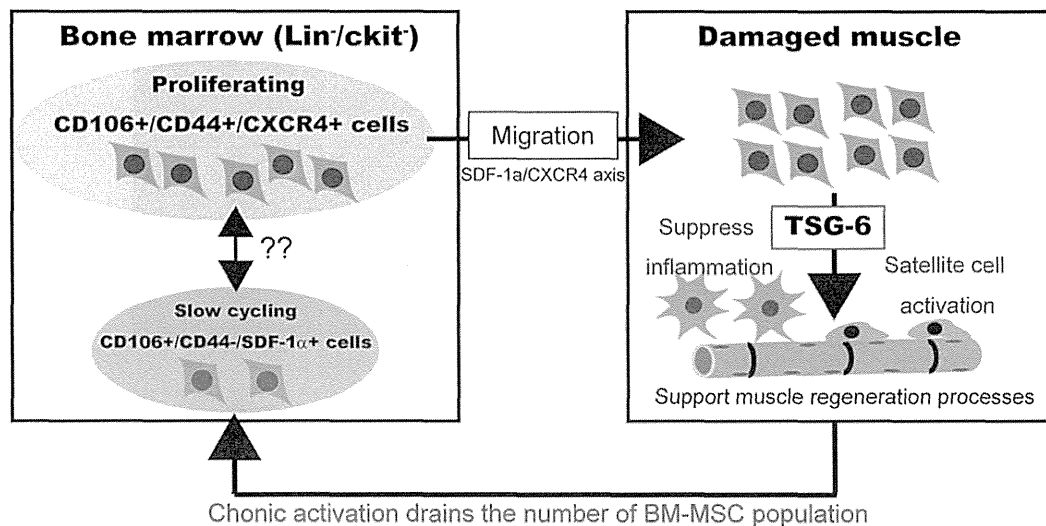 Bone marrow (Lin-/ckit-)
Proliferating
CD106+/CD44+/CXCR4+ cells
??
Slow cycling
CD106+/CD44-/SDF-1α+ cells
Migration
SDF-1a/CXCR4 axis
Damaged muscle
Suppress
inflammation
TSG-6
Satellite cell
activation
Support muscle regeneration processes
Chonic activation drains the number of BM-MSC population